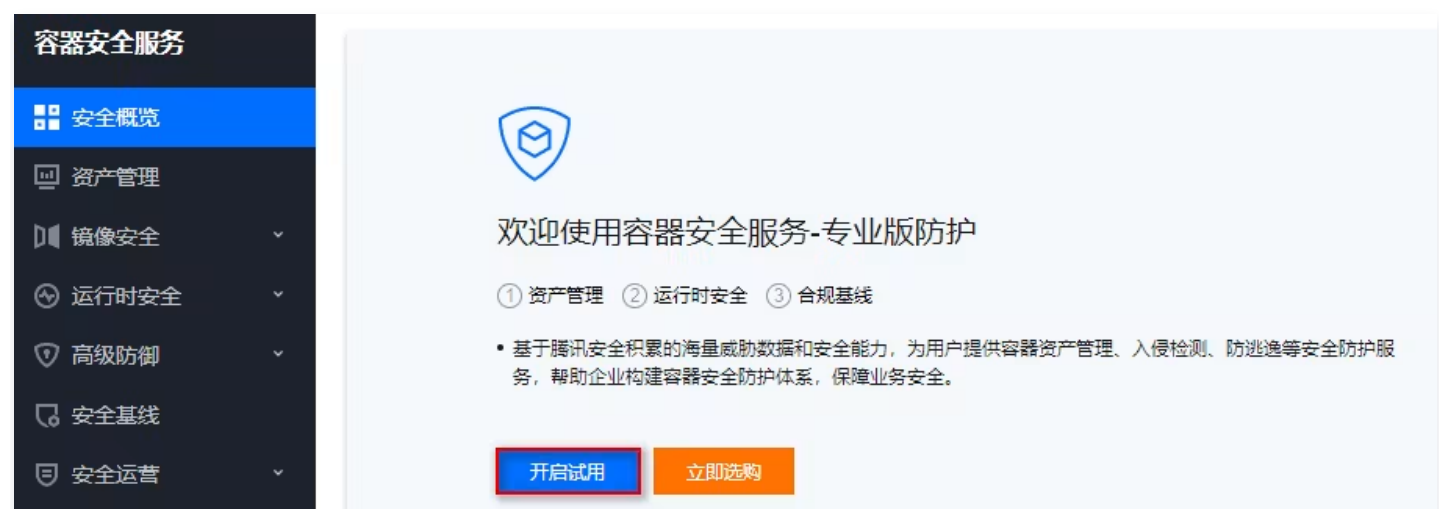 容器安全服务
安全概览
资产管理
镜像安全
运行时安全
高级防御
安全基线
安全运营
欢迎使用容器安全服务-专业版防护
① 资产管理 ② 运行时安全 ③ 合规基线
• 基于腾讯安全积累的海量威胁数据和安全能力，为用户提供容器资产管理、入侵检测、防逃逸等安全防护服
务，帮助企业构建容器安全防护体系，保障业务安全。
开启试用 立即选购